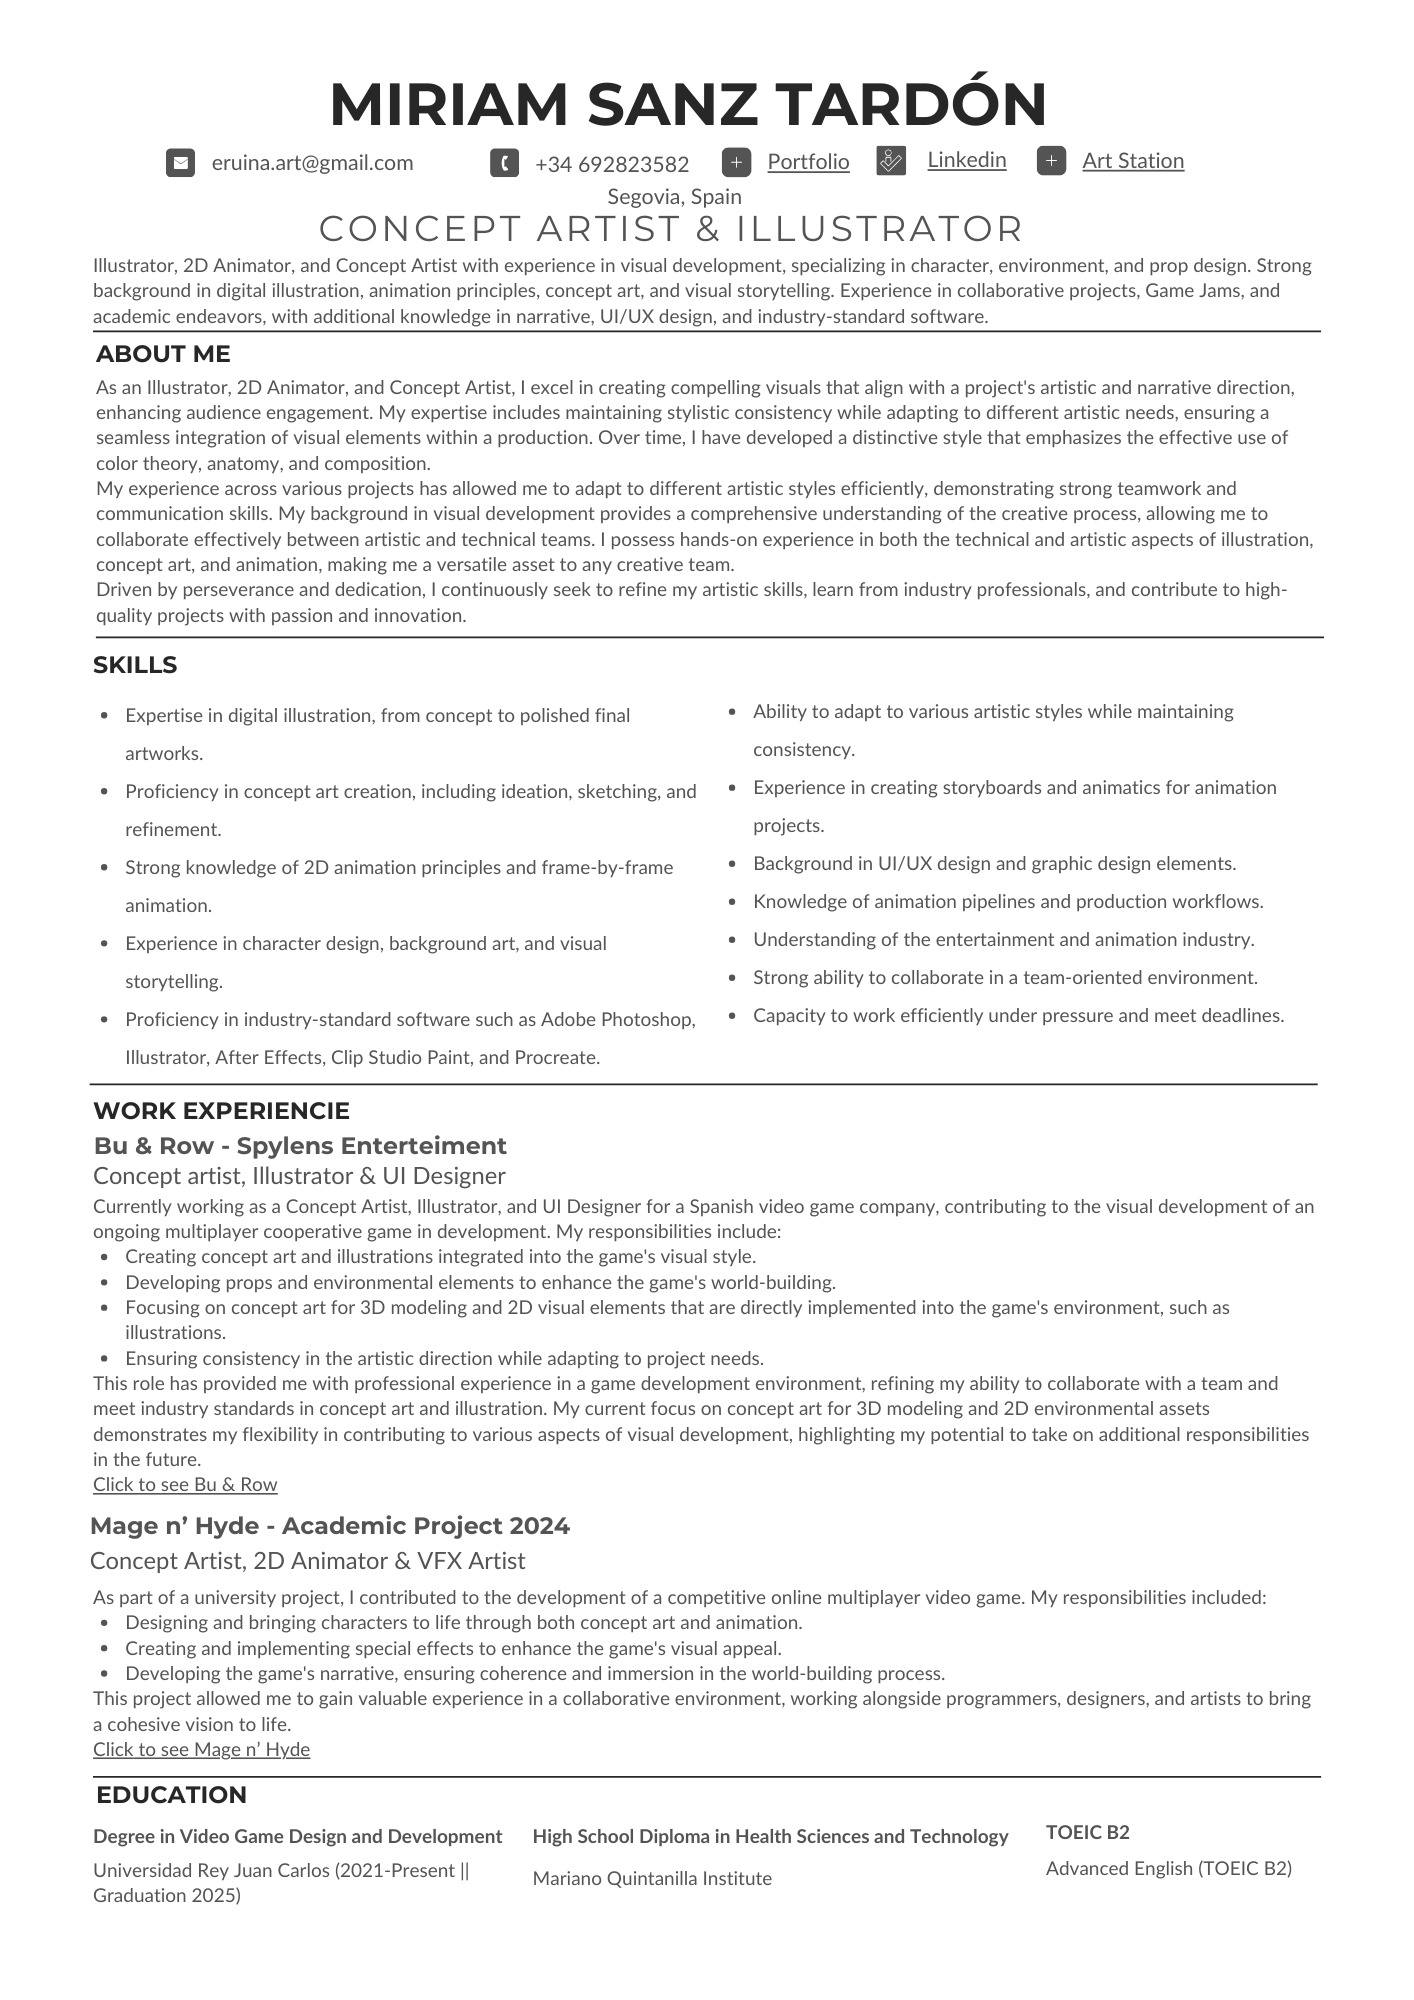 MIRIAM SANZ TARDÓN
eruina.art@gmail.com +34 692823582 Portfolio Linkedin Art Station
Segovia, Spain
CONCEPT ARTIST & ILLUSTRATOR
Illustrator, 2D Animator, and Concept Artist with experience in visual development, specializing in character, environment, and prop design. Strong
background in digital illustration, animation principles, concept art, and visual storytelling. Experience in collaborative projects, Game Jams, and
academic endeavors, with additional knowledge in narrative, UI/UX design, and industry-standard software.
ABOUT ME
As an Illustrator, 2D Animator, and Concept Artist, I excel in creating compelling visuals that align with a project's artistic and narrative direction,
enhancing audience engagement. My expertise includes maintaining stylistic consistency while adapting to different artistic needs, ensuring a
seamless integration of visual elements within a production. Over time, I have developed a distinctive style that emphasizes the effective use of
color theory, anatomy, and composition.
My experience across various projects has allowed me to adapt to different artistic styles efficiently, demonstrating strong teamwork and
communication skills. My background in visual development provides a comprehensive understanding of the creative process, allowing me to
collaborate effectively between artistic and technical teams. I possess hands-on experience in both the technical and artistic aspects of illustration,
concept art, and animation, making me a versatile asset to any creative team.
Driven by perseverance and dedication, I continuously seek to refine my artistic skills, learn from industry professionals, and contribute to high-
quality projects with passion and innovation.
SKILLS
• Expertise in digital illustration, from concept to polished final
artworks.
• Proficiency in concept art creation, including ideation, sketching, and
refinement.
• Strong knowledge of 2D animation principles and frame-by-frame
animation.
• Experience in character design, background art, and visual
storytelling.
• Proficiency in industry-standard software such as Adobe Photoshop,
Illustrator, After Effects, Clip Studio Paint, and Procreate.
• Ability to adapt to various artistic styles while maintaining
consistency.
• Experience in creating storyboards and animatics for animation
projects.
• Background in UI/UX design and graphic design elements.
• Knowledge of animation pipelines and production workflows.
• Understanding of the entertainment and animation industry.
• Strong ability to collaborate in a team-oriented environment.
• Capacity to work efficiently under pressure and meet deadlines.
WORK EXPERIENCIE
Bu & Row - Spylens Enterteiment
Concept artist, Illustrator & UI Designer
Currently working as a Concept Artist, Illustrator, and UI Designer for a Spanish video game company, contributing to the visual development of an
ongoing multiplayer cooperative game in development. My responsibilities include:
• Creating concept art and illustrations integrated into the game's visual style.
• Developing props and environmental elements to enhance the game's world-building.
• Focusing on concept art for 3D modeling and 2D visual elements that are directly implemented into the game's environment, such as
illustrations.
• Ensuring consistency in the artistic direction while adapting to project needs.
This role has provided me with professional experience in a game development environment, refining my ability to collaborate with a team and
meet industry standards in concept art and illustration. My current focus on concept art for 3D modeling and 2D environmental assets
demonstrates my flexibility in contributing to various aspects of visual development, highlighting my potential to take on additional responsibilities
in the future.
Click to see Bu & Row
Mage n’ Hyde - Academic Project 2024
Concept Artist, 2D Animator & VFX Artist
As part of a university project, I contributed to the development of a competitive online multiplayer video game. My responsibilities included:
• Designing and bringing characters to life through both concept art and animation.
• Creating and implementing special effects to enhance the game's visual appeal.
• Developing the game's narrative, ensuring coherence and immersion in the world-building process.
This project allowed me to gain valuable experience in a collaborative environment, working alongside programmers, designers, and artists to bring
a cohesive vision to life.
Click to see Mage n’ Hyde
EDUCATION
Degree in Video Game Design and Development
Universidad Rey Juan Carlos (2021-Present ||
Graduation 2025)
High School Diploma in Health Sciences and Technology
Mariano Quintanilla Institute
TOEIC B2
Advanced English (TOEIC B2)